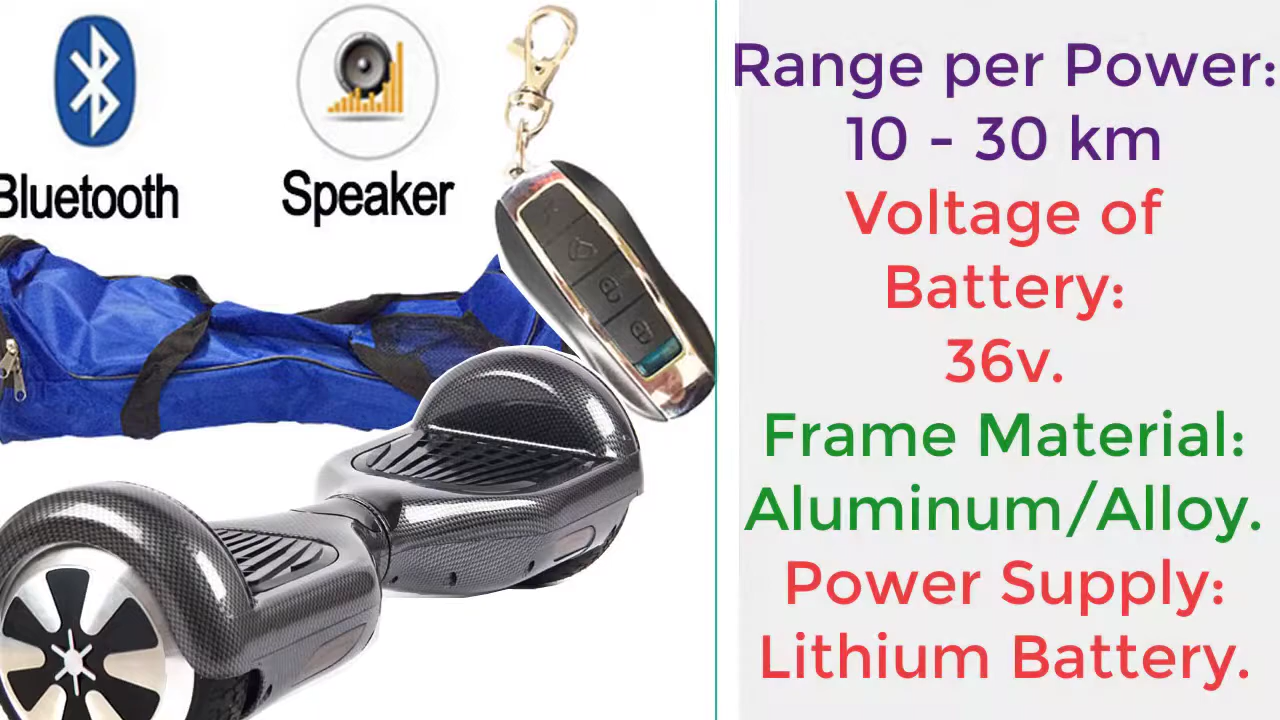 Bluetooth
Speaker
Range per Power:
10 - 30 km
Voltage of
Battery:
36v.
Frame Material:
Aluminum/Alloy.
Power Supply:
Lithium Battery.